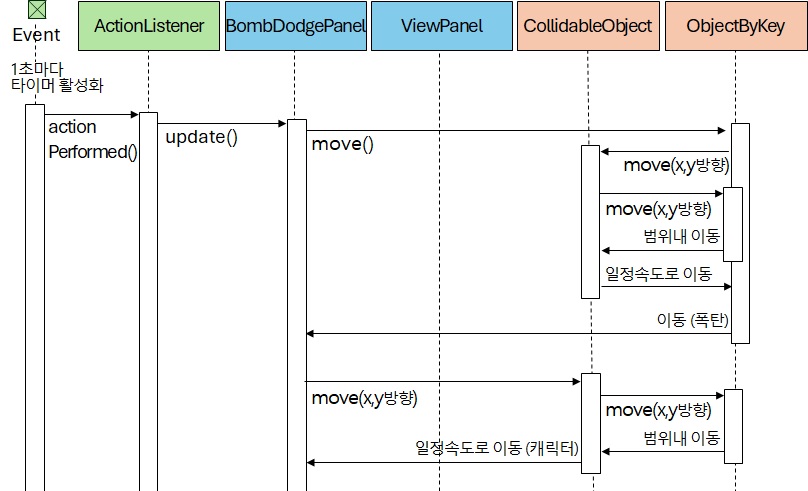 Event
ActionListener
BombDodgePanel
ViewPanel
CollidableObject
ObjectByKey
1초마다
타이머 활성화
action
Performed()
update()
move()
move(x,y방향)
move(x,y방향)
범위내 이동
일정속도로 이동
이동 (폭탄)
move(x,y방향)
move(x,y방향)
범위내 이동
일정속도로 이동 (캐릭터)